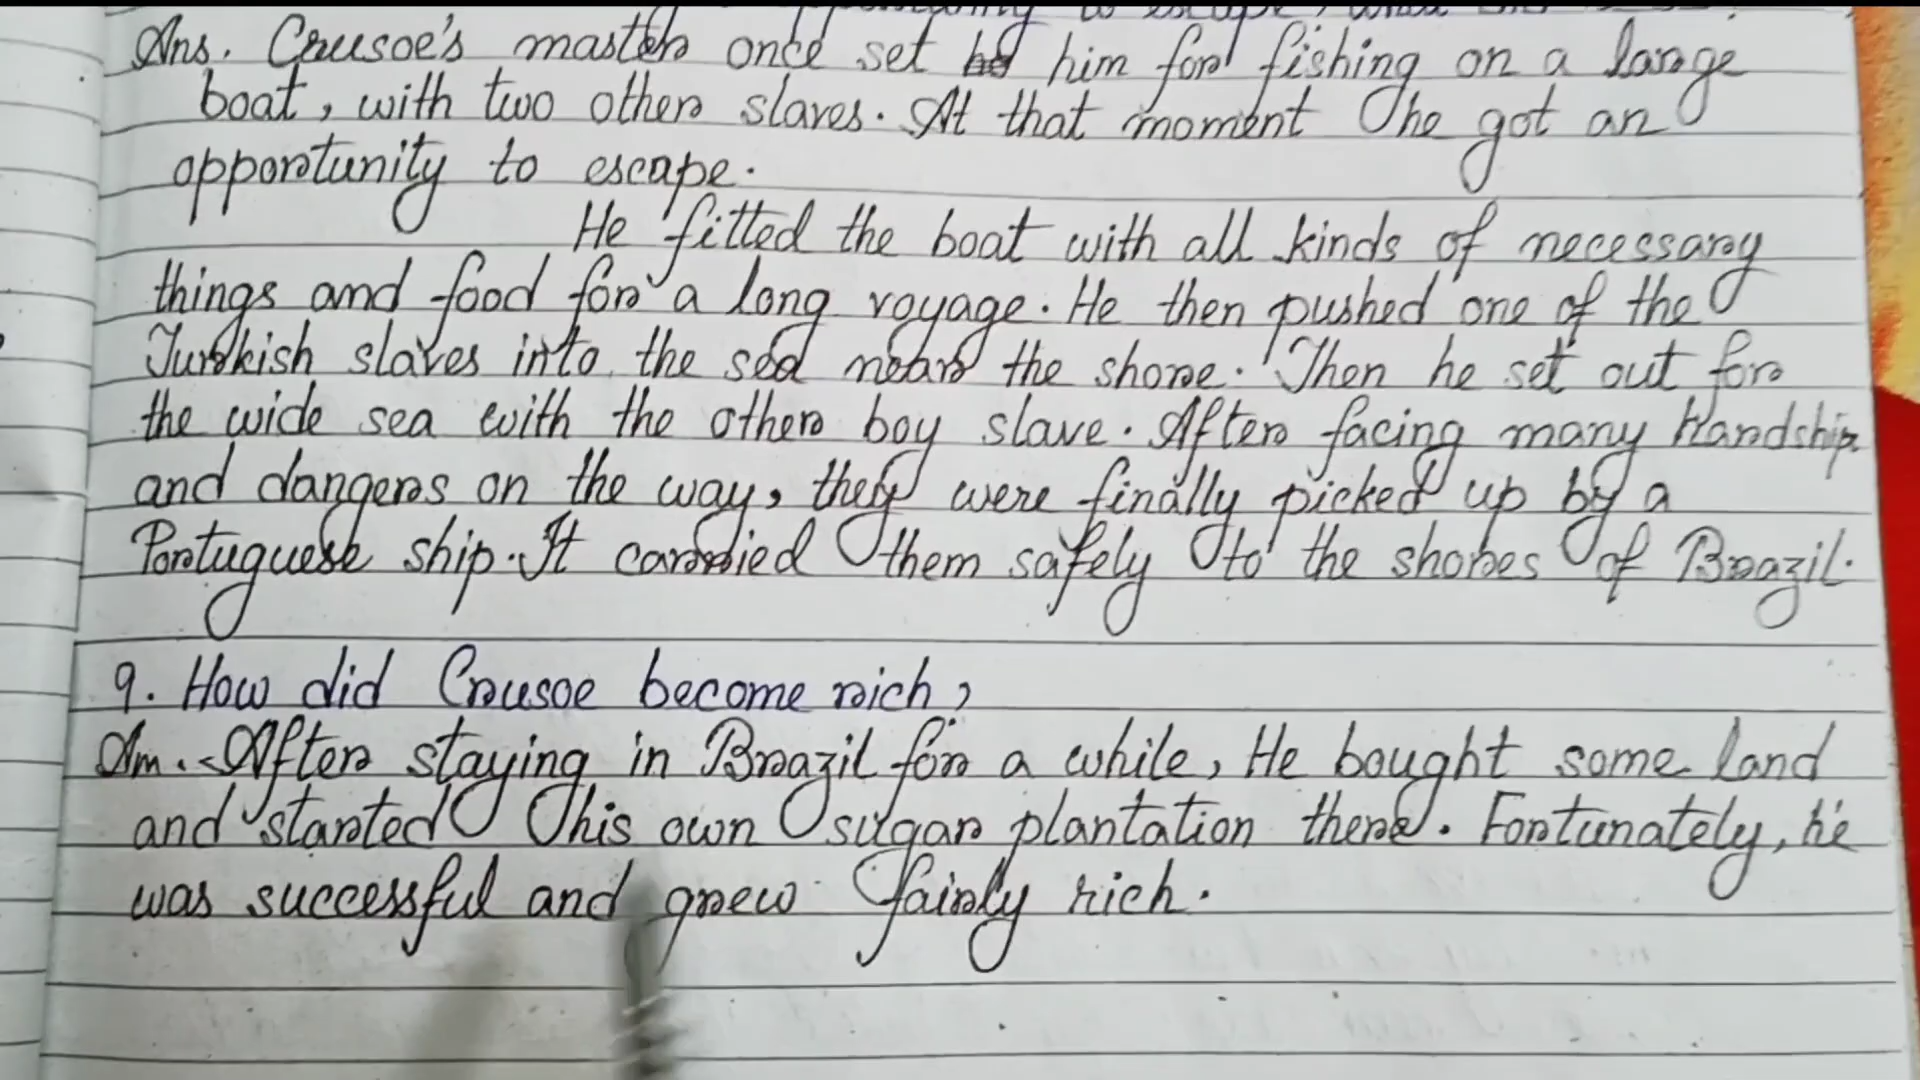 opportunity to escape,
Ans. Crusoe's master once set him for fishing on a large
boat, with two other slaves. At that moment he got an
opportunity to escape.
He fitted the boat with all kinds of necessary
things and food for a long voyage. He then pushed one of the
Turkish slaves into the sea near the shore. Then he set out for
the wide sea with the other boy slave. After facing many hardship
and dangers on the way, they were finally picked up by a
Portuguese ship. It carried them safely to the shores of Brazil.
9. How did Crusoe become rich,
Ans. After staying in Brazil for a while, He bought some land
and started his own sugar plantation there. Fortunately, he
was successful and grew fairly rich.